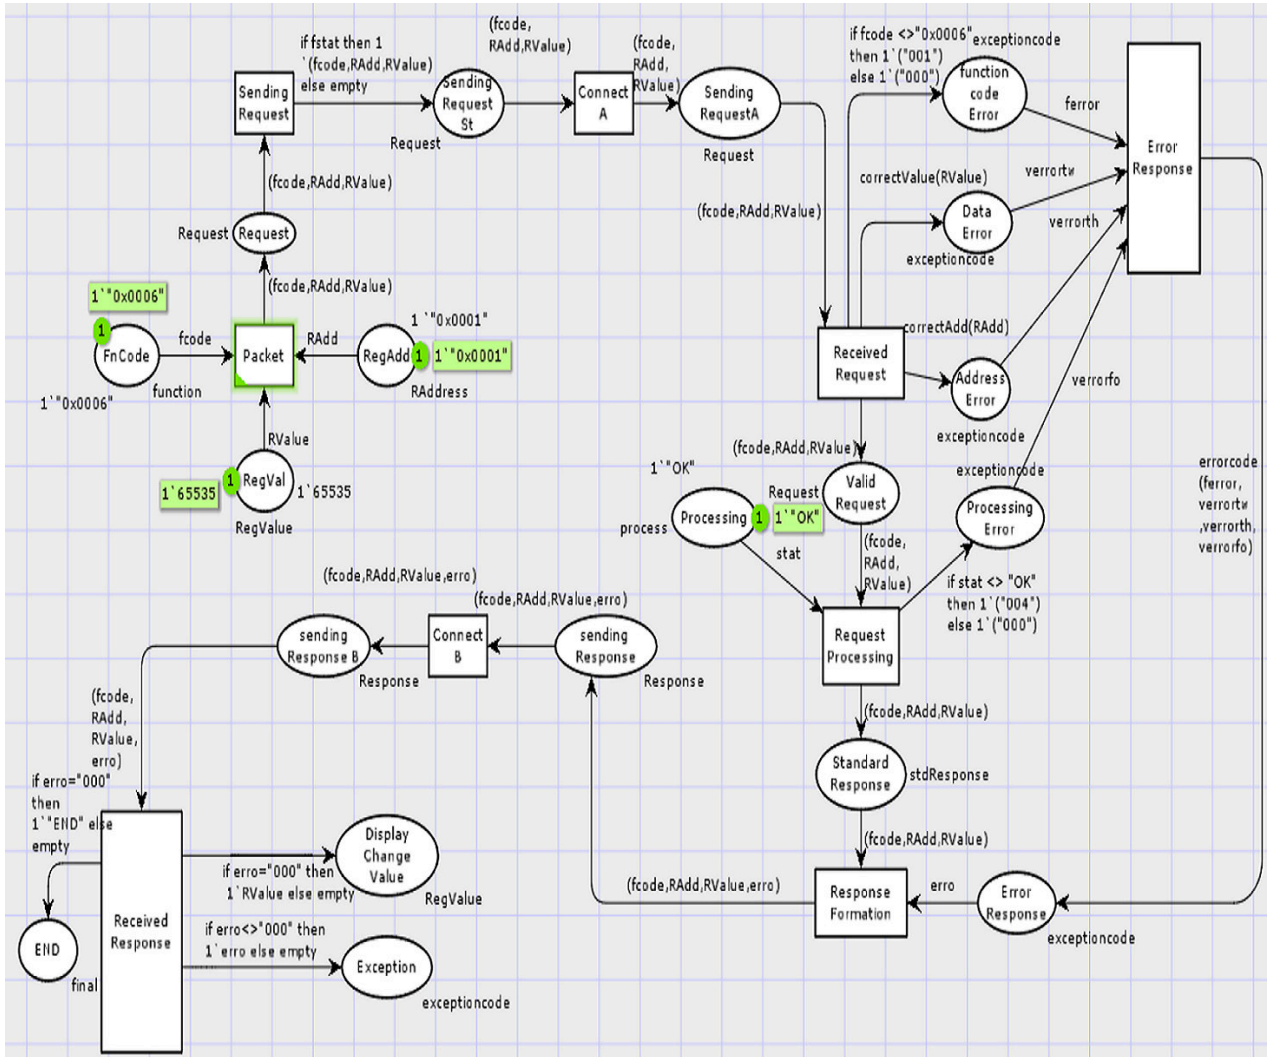 if fstat then 1
`(fcode,RAdd,RValue)
else empty
(fcode,
RAdd,RValue)
(fcode,
RAdd,
RValue)
if fcode <>"0x0006"
then 1`("001")
else 1`("000")
exceptioncode
Sending
Request
Sending
Request
St
Request
Connect
A
Sending
RequestA
Request
function
code
Error
ferror
Error
Response
(fcode,RAdd,RValue)
correctValue(RValue)
verrortw
(fcode,RAdd,RValue)
Data
Error
exceptioncode
verrorth
Request
Request
(fcode,RAdd,RValue)
1`"0x0006"
1
FnCode
fcode
function
1`"0x0006"
Packet
RAdd
1`"0x0001"
RegAdd
1
1`"0x0001"
RAddress
Received
Request
correctAdd(RAdd)
Address
Error
exceptioncode
verrorfo
RValue
1
RegVal
1`65535
1`65535
RegValue
(fcode,RAdd,RValue)
1`"OK"
Request
Valid
Request
process
Processing
1
1`"OK"
stat
(fcode,
RAdd,
RValue)
exceptioncode
Processing
Error
errorcode
(ferror,
verrortw
,verrorth,
verrorfo)
if stat <> "OK"
then 1`("004")
else 1`("000")
(fcode,RAdd,RValue,erro)
(fcode,RAdd,RValue,erro)
sending
Response B
Response
Connect
B
sending
Response
Response
Request
Processing
(fcode,RAdd,RValue)
(fcode,
RAdd,
RValue,
erro)
Standard
Response
stdResponse
(fcode,RAdd,RValue)
if erro="000"
then
1`"END" else
empty
Display
Change
Value
RegValue
if erro="000" then
1`RValue else empty
(fcode,RAdd,RValue,erro)
Response
Formation
erro
Error
Response
exceptioncode
Received
Response
END
final
if erro<>"000" then
1`erro else empty
Exception
exceptioncode